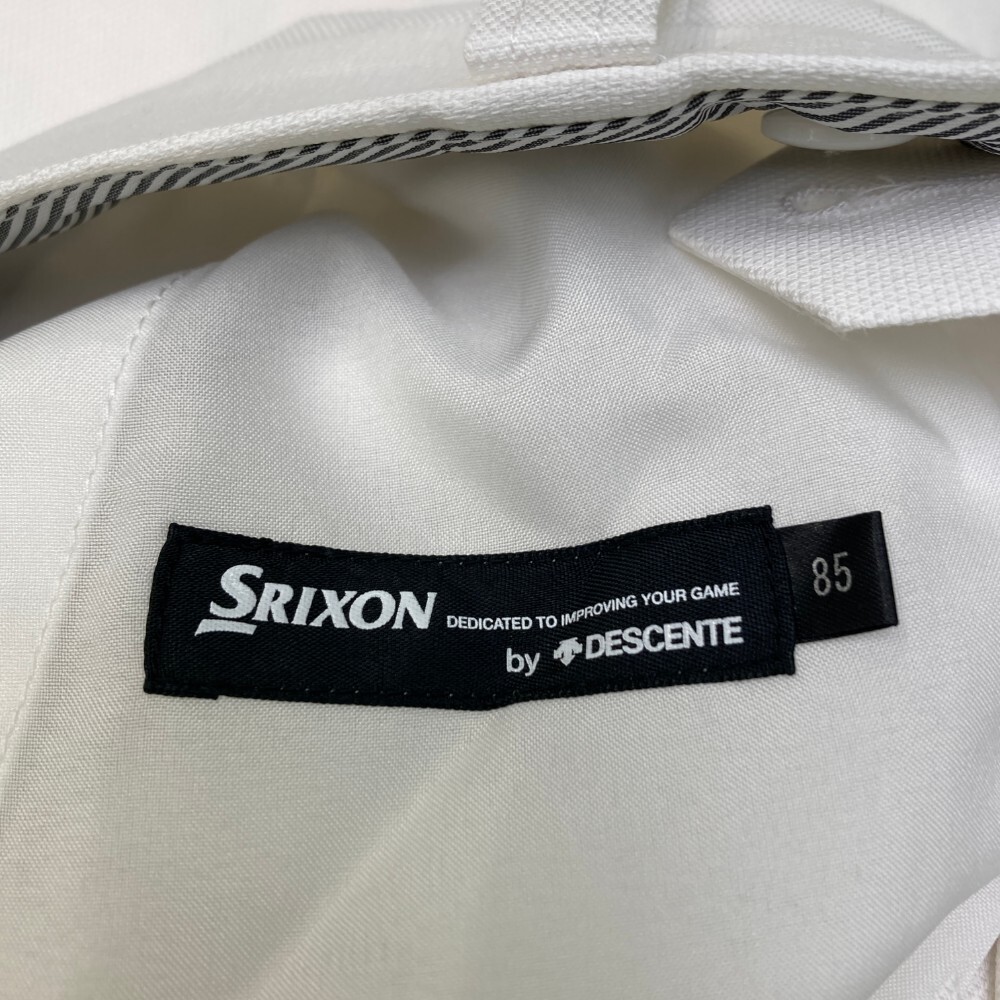 SRIXON DEDICATED TO IMPROVING YOUR GAME
by DESCENTE
85